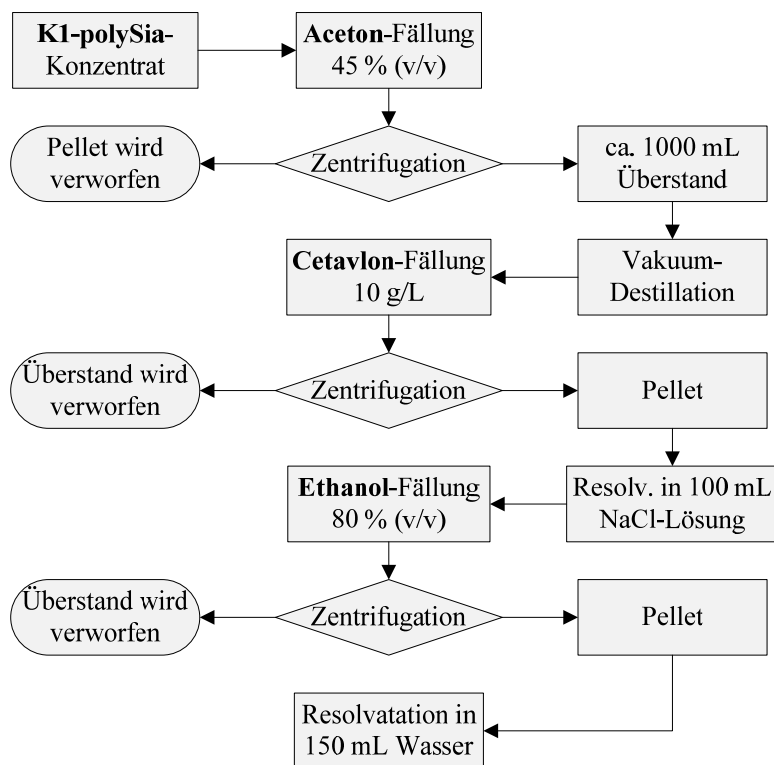 K1-polySia-
Konzentrat
Aceton-Fällung
45 % (v/v)
Pellet wird
verworfen
Zentrifugation
ca. 1000 mL
Überstand
Cetavlon-Fällung
10 g/L
Vakuum-
Destillation
Überstand wird
verworfen
Zentrifugation
Pellet
Ethanol-Fällung
80 % (v/v)
Resolv. in 100 mL
NaCl-Lösung
Überstand wird
verworfen
Zentrifugation
Pellet
Resolvatation in
150 mL Wasser